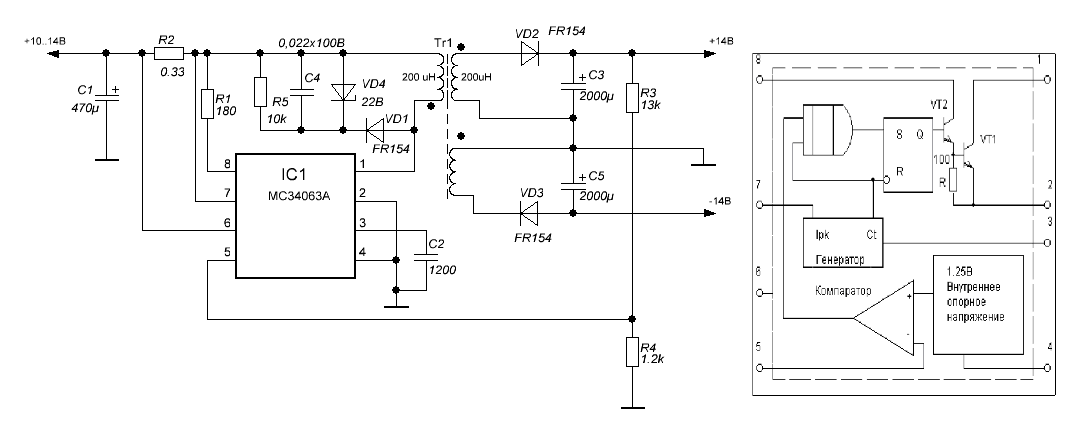 +10..14В
C1
470μ
R2
0.33
R1
180
R5
10k
0,022x100В
C4
VD4
22В
VD1
FR154
Tr1
200 uH
200uH
VD2
FR154
C3
2000μ
R3
13k
+14В
C5
2000μ
VD3
FR154
-14В
IC1
MC34063A
8
7
6
5
1
2
3
4
C2
1200
R4
1.2k
8
1
VT2
VT1
S
Q
R
100
R
7
2
3
Ipk
Ct
Генератор
6
Компаратор
+
-
1.25В
Внутреннее
опорное
напряжение
5
4